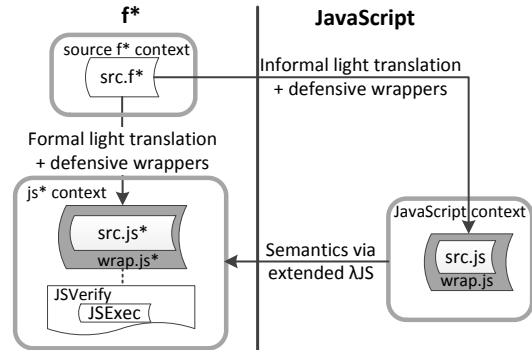 f*
JavaScript
source f* context
src.f*
Informal light translation
+ defensive wrappers
Formal light translation
+ defensive wrappers
js* context
src.js*
wrap.js*
JSVerify
JSExec
Semantics via
extended λJS
JavaScript context
src.js
wrap.js